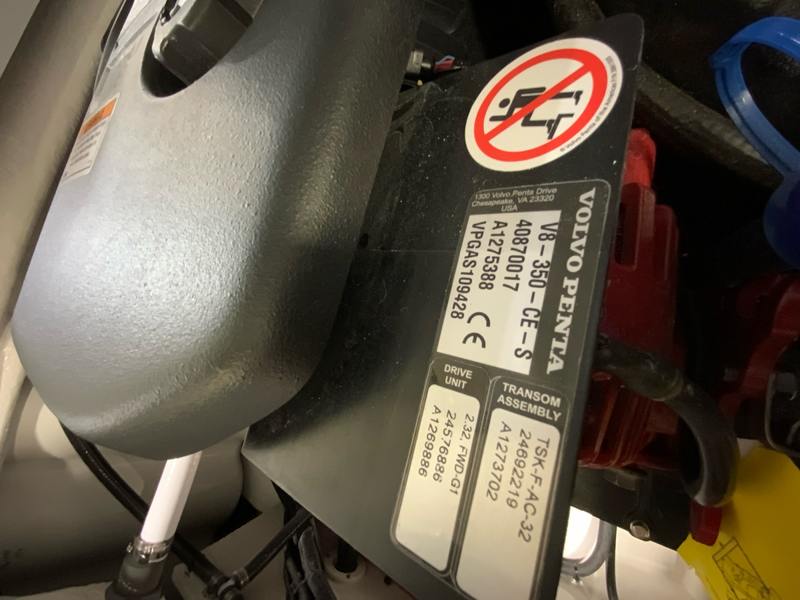 VOLVO PENTA
1300 Volvo Penta Drive
Chesapeake, VA 23320
USA
V8-350-CE-S
40870017
A1275388
VPGAS109428
CE
DRIVE
UNIT
2.32, FWD-G1
24576886
A1269886
TRANSOM
ASSEMBLY
TSK-F-AC-32
24692219
A1273702